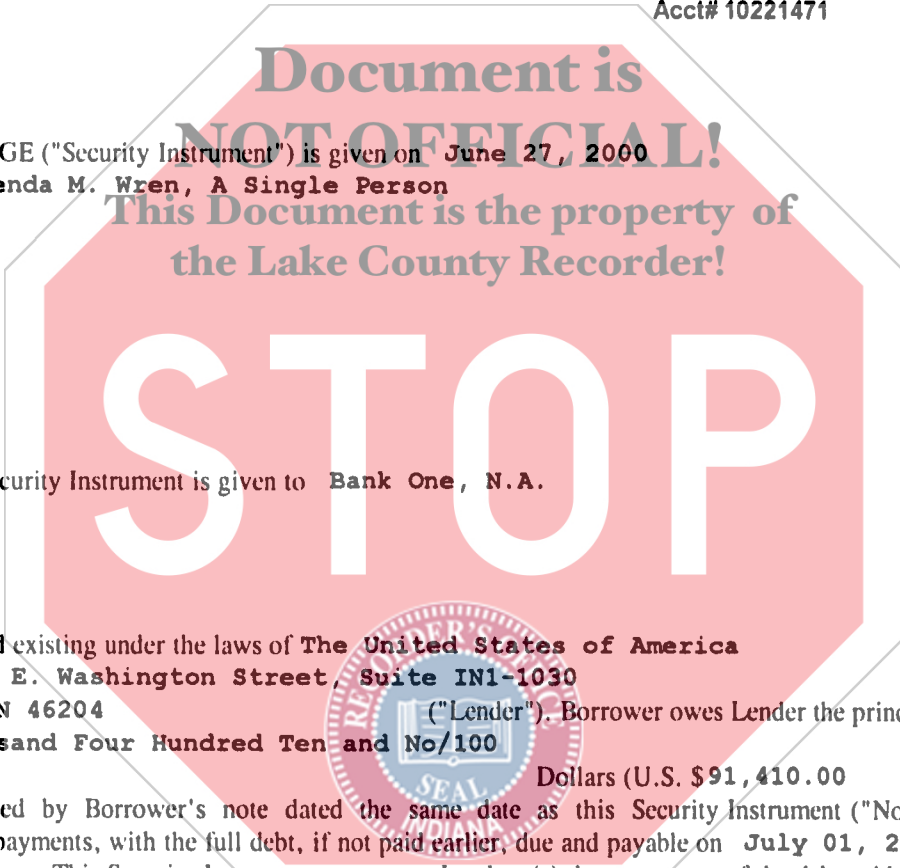 Acct# 10221471
Document is
NOT OFFICIAL!
GE ("Security Instrument") is given on June 27, 2000
enda M. Wren, A Single Person
This Document is the property of
the Lake County Recorder!
STOP
curity Instrument is given to Bank One, N.A.
existing under the laws of The United States of America
E. Washington Street, Suite IN1-1030
N 46204 ("Lender"). Borrower owes Lender the princ
sand Four Hundred Ten and No/100
Dollars (U.S. $91,410.00
ed by Borrower's note dated the same date as this Security Instrument ("No
payments, with the full debt, if not paid earlier, due and payable on July 01, 2
RECORDER'S OFFICE
SEAL
INDIANA